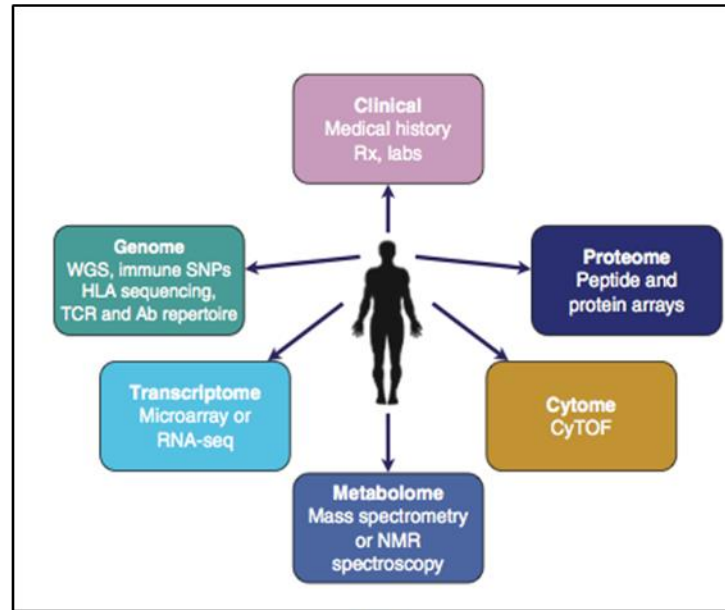 Clinical
Medical history
Rx, labs
Genome
WGS, immune SNPs
HLA sequencing,
TCR and Ab repertoire
Proteome
Peptide and
protein arrays
Transcriptome
Microarray or
RNA-seq
Cytome
CyTOF
Metabolome
Mass spectrometry
or NMR
spectroscopy